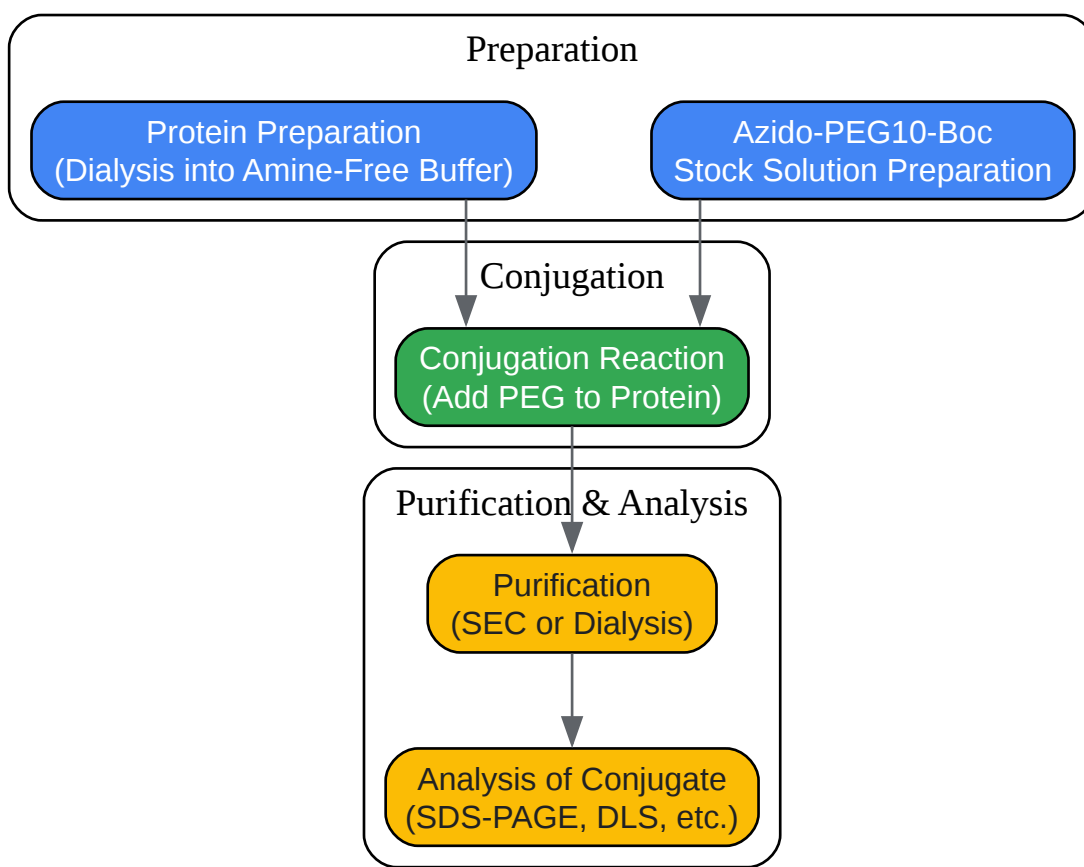 Preparation
Protein Preparation
(Dialysis into Amine-Free Buffer)
Azido-PEG10-Boc
Stock Solution Preparation
Conjugation
Conjugation Reaction
(Add PEG to Protein)
Purification & Analysis
Purification
(SEC or Dialysis)
Analysis of Conjugate
(SDS-PAGE, DLS, etc.)